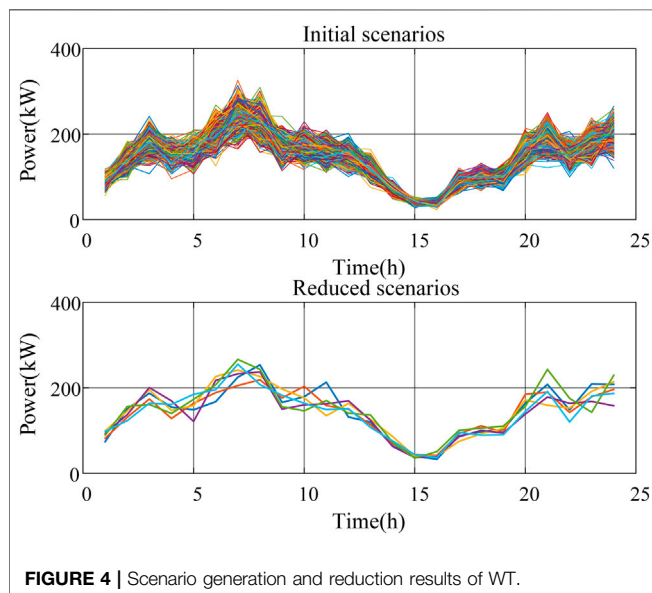 Initial scenarios
Power(kW)
400
200
0
0 5 10 15 20 25
Time(h)
Reduced scenarios
Power(kW)
400
200
0
0 5 10 15 20 25
Time(h)
FIGURE 4 | Scenario generation and reduction results of WT.